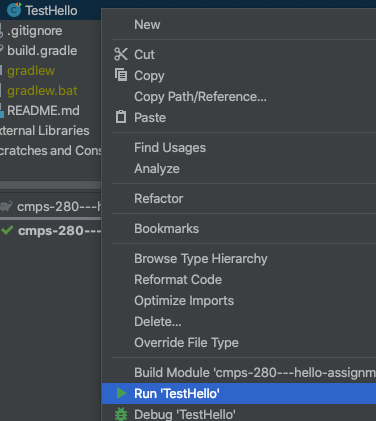 TestHello
.gitignore
build.gradle
gradlew
gradlew.bat
README.md
ternal Libraries
cratches and Cons
cmps-280---h
cmps-280---
New
Cut
Copy
Copy Path/Reference...
Paste
Find Usages
Analyze
Refactor
Bookmarks
Browse Type Hierarchy
Reformat Code
Optimize Imports
Delete...
Override File Type
Build Module 'cmps-280---hello-assignm
Run 'TestHello'
Debug 'TestHello'